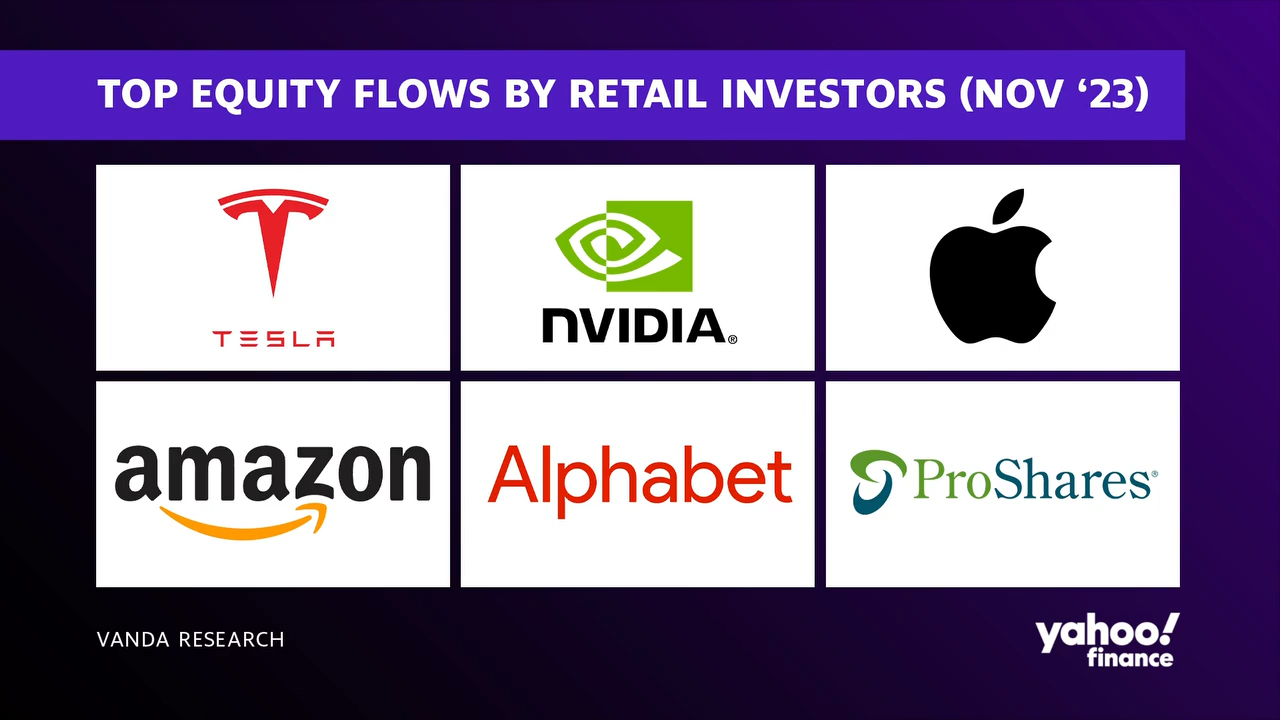 TOP EQUITY FLOWS BY RETAIL INVESTORS (NOV ‘23)
TESLA
NVIDIA®
amazon
Alphabet
ProShares®
VANDA RESEARCH
yahoo!
finance